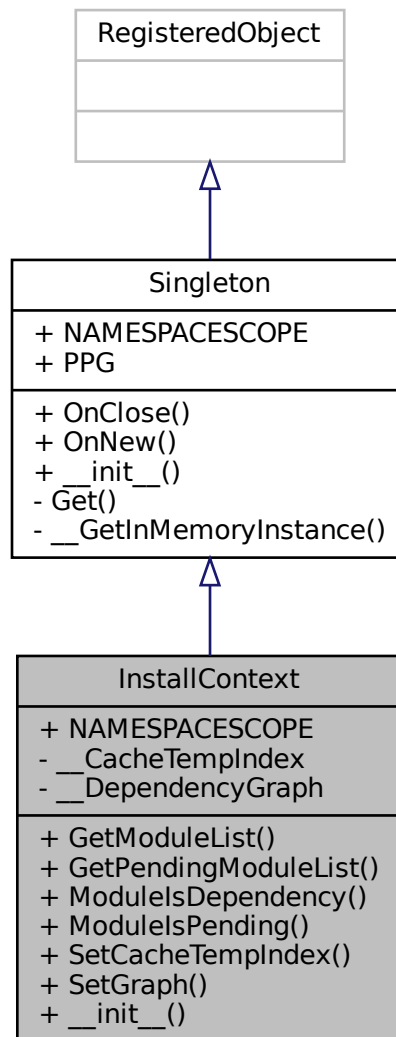 RegisteredObject
Singleton
+ NAMESPACESCOPE
+ PPG
+ OnClose()
+ OnNew()
+ __init__()
- Get()
- __GetInMemoryInstance()
InstallContext
+ NAMESPACESCOPE
- __CacheTempIndex
- __DependencyGraph
+ GetModuleList()
+ GetPendingModuleList()
+ ModuleIsDependency()
+ ModuleIsPending()
+ SetCacheTempIndex()
+ SetGraph()
+ __init__()